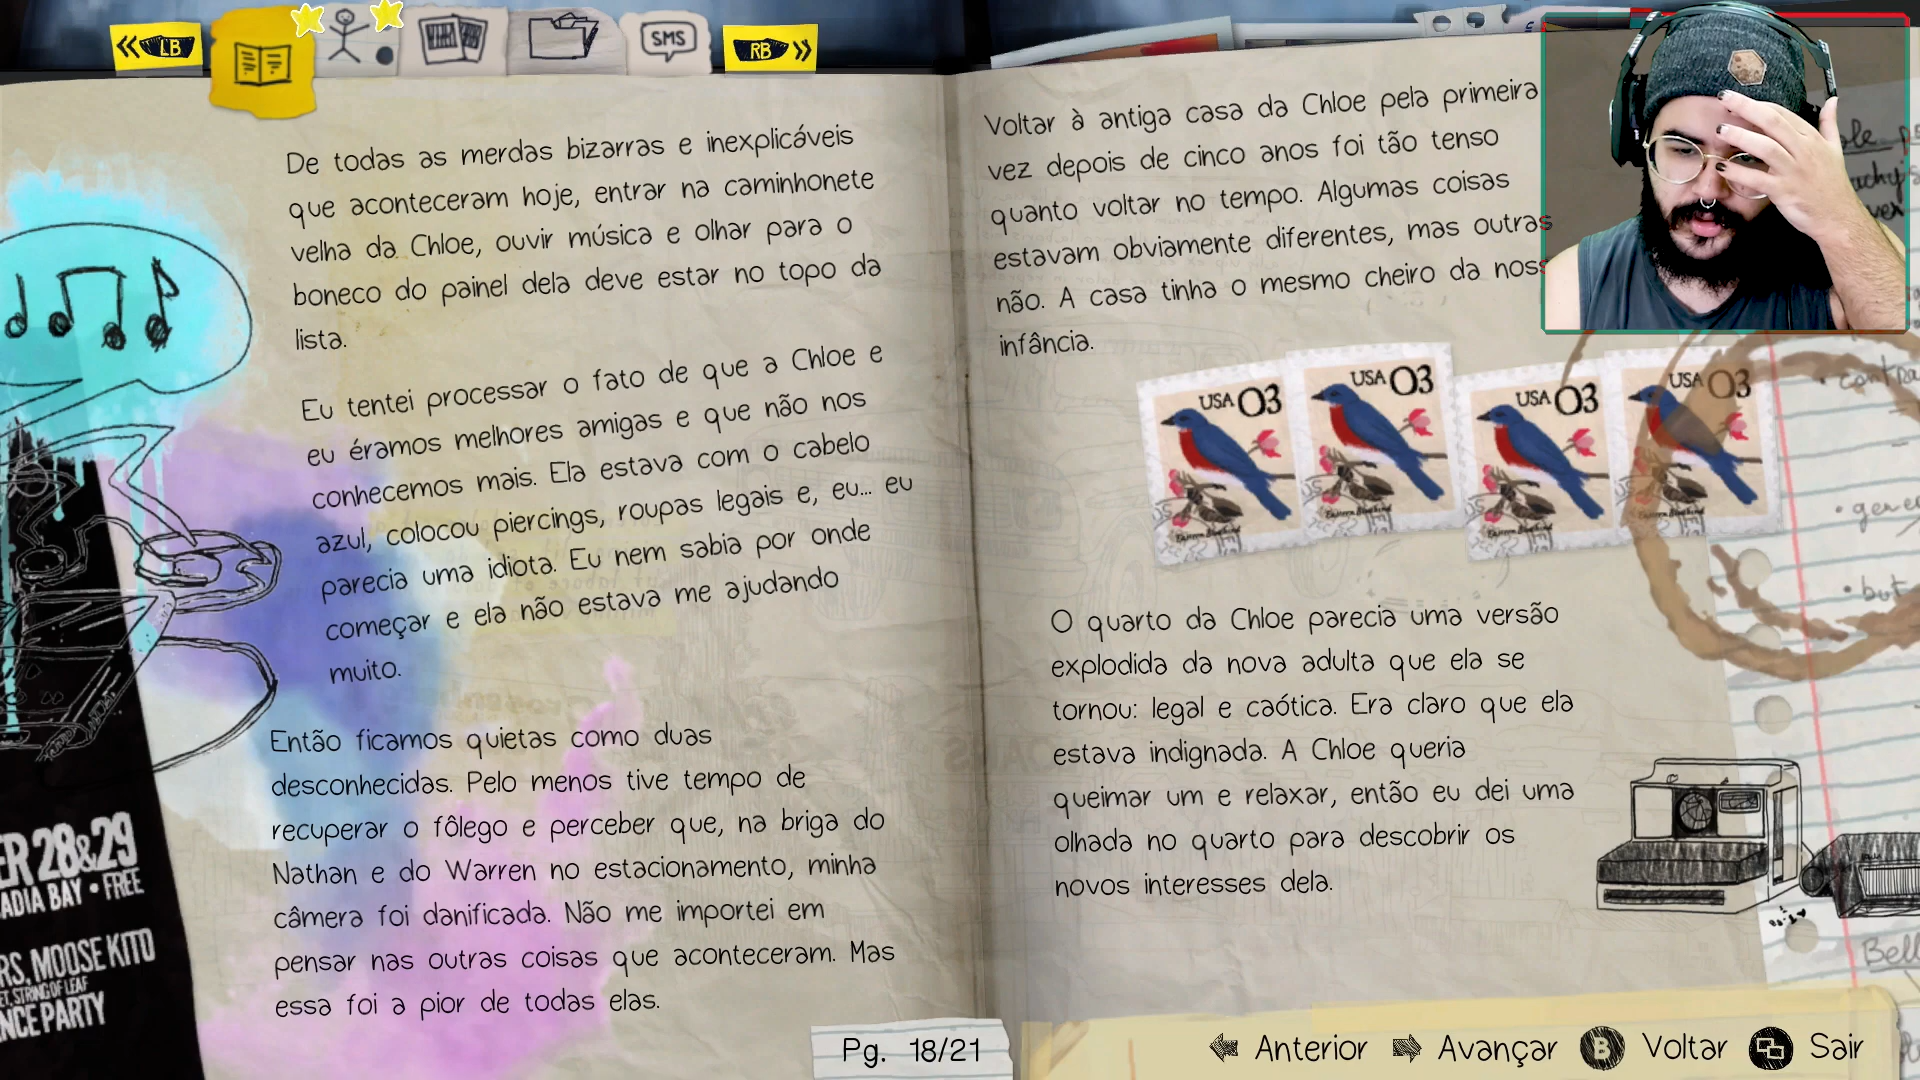 LB
SMS
RB
De todas as merdas bizarras e inexplicáveis
que aconteceram hoje, entrar na caminhonete
velha da Chloe, ouvir música e olhar para o
boneco do painel dela deve estar no topo da
lista.
Eu tentei processar o fato de que a Chloe e
eu éramos melhores amigas e que não nos
conhecemos mais. Ela estava com o cabelo
azul, colocou piercings, roupas legais e, eu... eu
parecia uma idiota. Eu nem sabia por onde
começar e ela não estava me ajudando
muito.
Então ficamos quietas como duas
desconhecidas. Pelo menos tive tempo de
recuperar o fôlego e perceber que, na briga do
Nathan e do Warren no estacionamento, minha
câmera foi danificada. Não me importei em
pensar nas outras coisas que aconteceram. Mas
essa foi a pior de todas elas.
ER 28&29
ADIA BAY • FREE
RS, MOOSE KITO
ET, STRING OF LEAF
NCE PARTY
Voltar à antiga casa da Chloe pela primeira
vez depois de cinco anos foi tão tenso
quanto voltar no tempo. Algumas coisas
estavam obviamente diferentes, mas outras
não. A casa tinha o mesmo cheiro da noss
infância.
USA 03
USA 03
USA 03
USA 03
O quarto da Chloe parecia uma versão
explodida da nova adulta que ela se
tornou: legal e caótica. Era claro que ela
estava indignada. A Chloe queria
queimar um e relaxar, então eu dei uma
olhada no quarto para descobrir os
novos interesses dela.
• but
Bell
Pg. 18/21
Anterior
Avançar
B Voltar
Sair